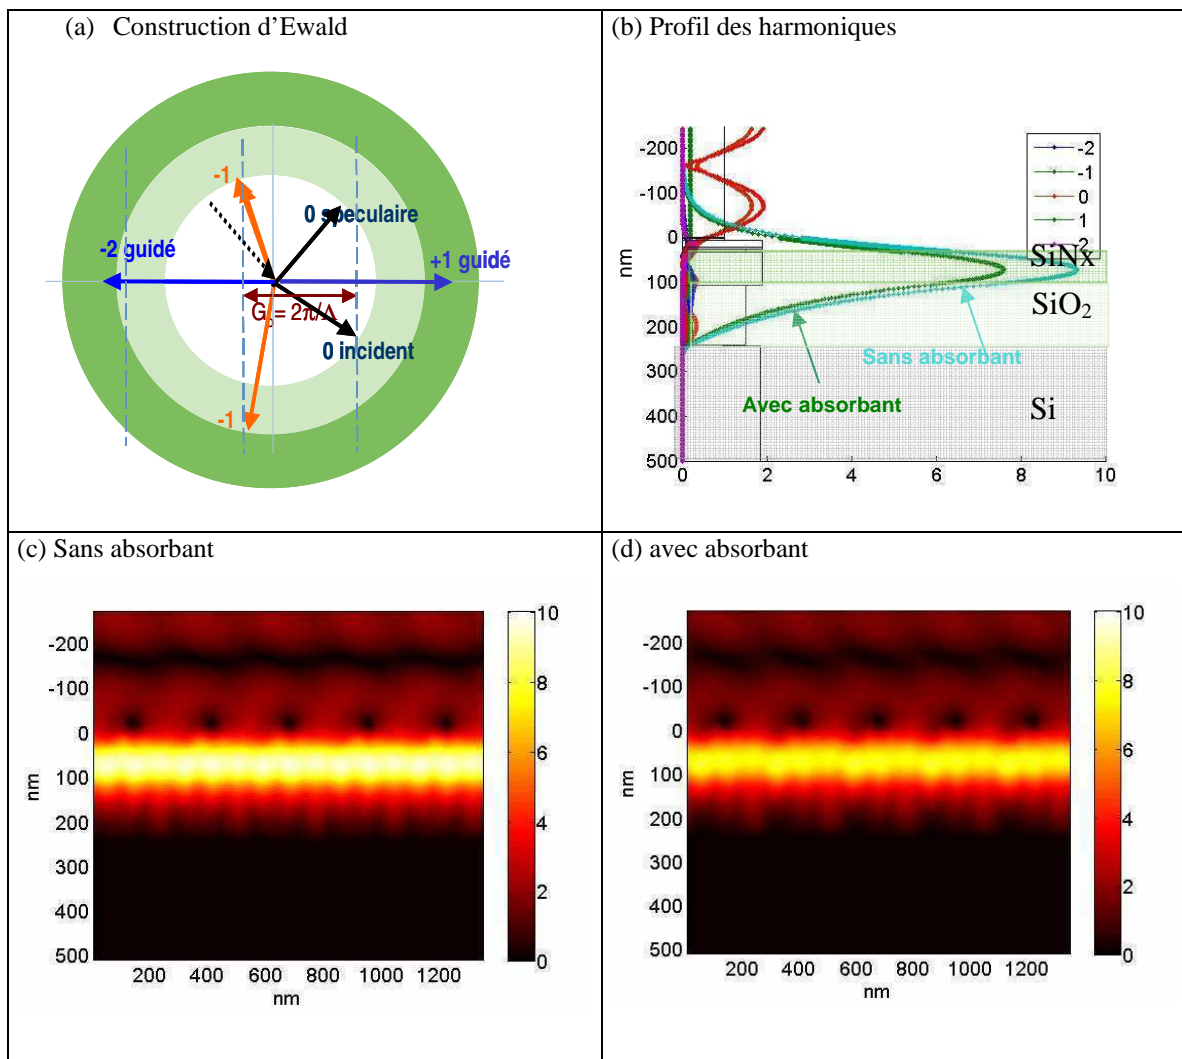 (a) Construction d'Ewald
-1
0 speculaire
-2 guidé
+1 guidé
= 2π/Λ
0 incident
-1
(b) Profil des harmoniques
-200
-100
0
100
200
300
400
500
nm
-2
-1
0
1
2
SiNx
SiO2
Sans absorbant
Avec absorbant
Si
0 2 4 6 8 10
(c) Sans absorbant
-200
-100
0
100
200
300
400
500
nm
200 400 600 800 1000 1200
nm
10
8
6
4
2
0
(d) avec absorbant
-200
-100
0
100
200
300
400
500
nm
200 400 600 800 1000 1200
nm
10
8
6
4
2
0